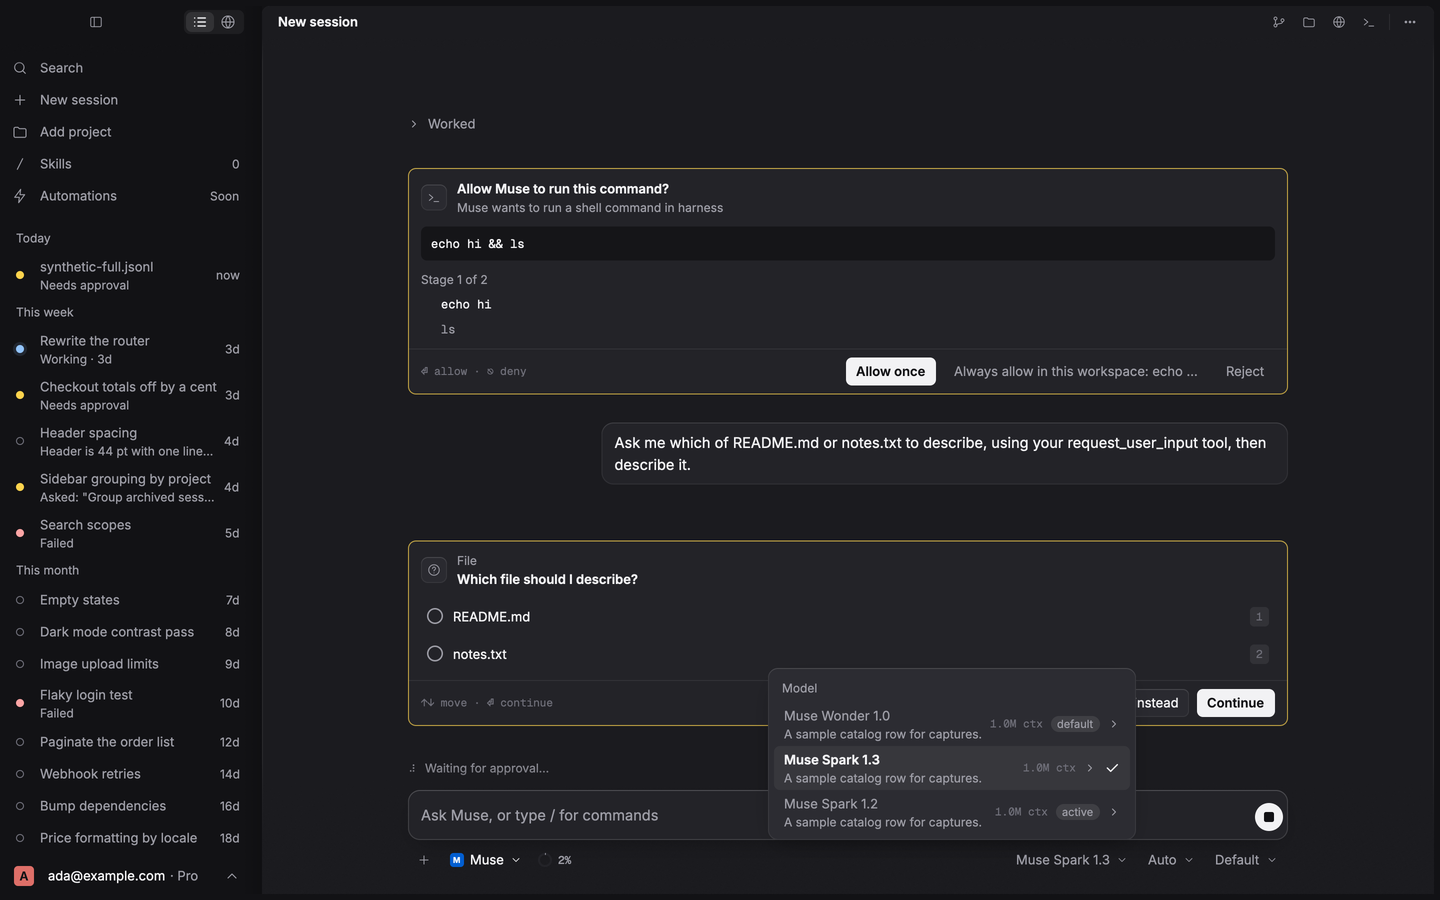 New session
Search
New session
Add project
Skills 0
Automations Soon
Today
synthetic-full.jsonl now
Needs approval
This week
Rewrite the router 3d
Working · 3d
Checkout totals off by a cent 3d
Needs approval
Header spacing 4d
Header is 44 pt with one line...
Sidebar grouping by project 4d
Asked: "Group archived sess...
Search scopes 5d
Failed
This month
Empty states 7d
Dark mode contrast pass 8d
Image upload limits 9d
Flaky login test 10d
Failed
Paginate the order list 12d
Webhook retries 14d
Bump dependencies 16d
Price formatting by locale 18d
A ada@example.com · Pro
Worked
Allow Muse to run this command?
Muse wants to run a shell command in harness
echo hi && ls
Stage 1 of 2
echo hi
ls
allow · deny
Allow once
Always allow in this workspace: echo ...
Reject
Ask me which of README.md or notes.txt to describe, using your request_user_input tool, then
describe it.
File
Which file should I describe?
README.md 1
notes.txt 2
move · continue
nstead
Continue
Model
Muse Wonder 1.0
A sample catalog row for captures.
1.0M ctx default
Muse Spark 1.3
A sample catalog row for captures.
1.0M ctx
Muse Spark 1.2
A sample catalog row for captures.
1.0M ctx active
Waiting for approval...
Ask Muse, or type / for commands
M Muse 2%
Muse Spark 1.3
Auto
Default